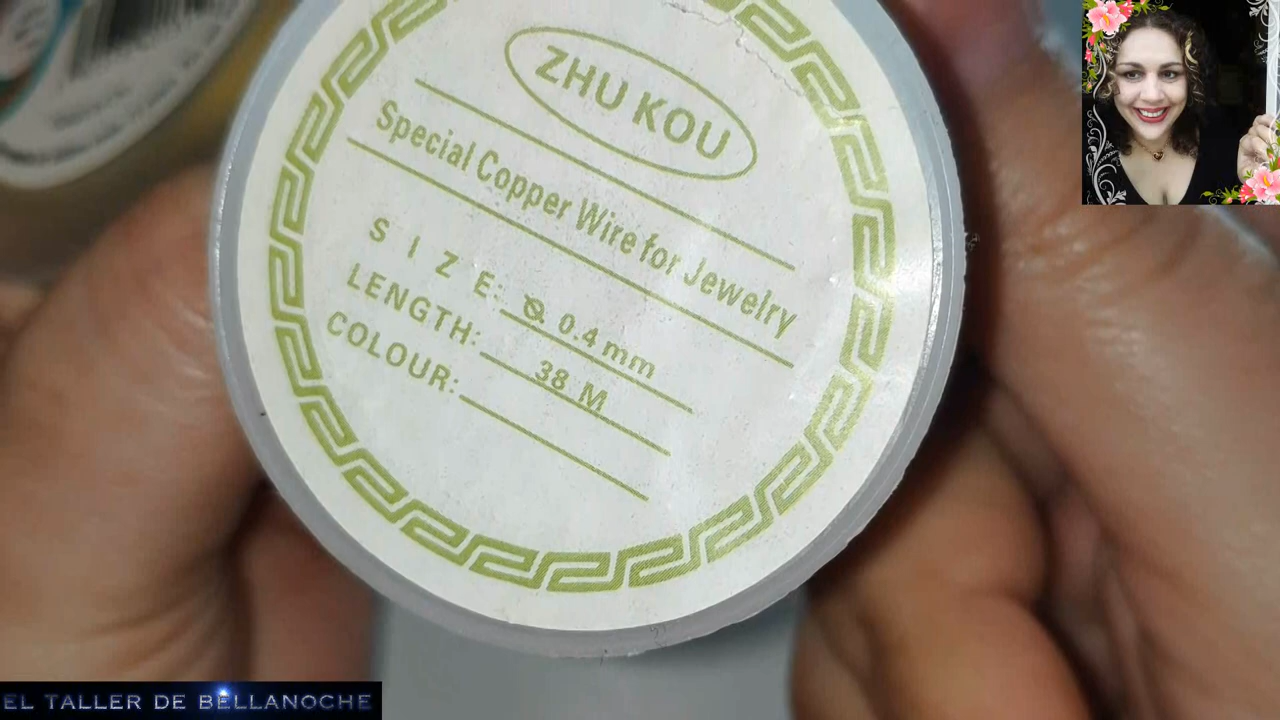 ZHU KOU
Special Copper Wire for Jewelry
SIZE: Ø 0.4 mm
LENGTH: 38 M
COLOUR:
EL TALLER DE BELLANOCHE